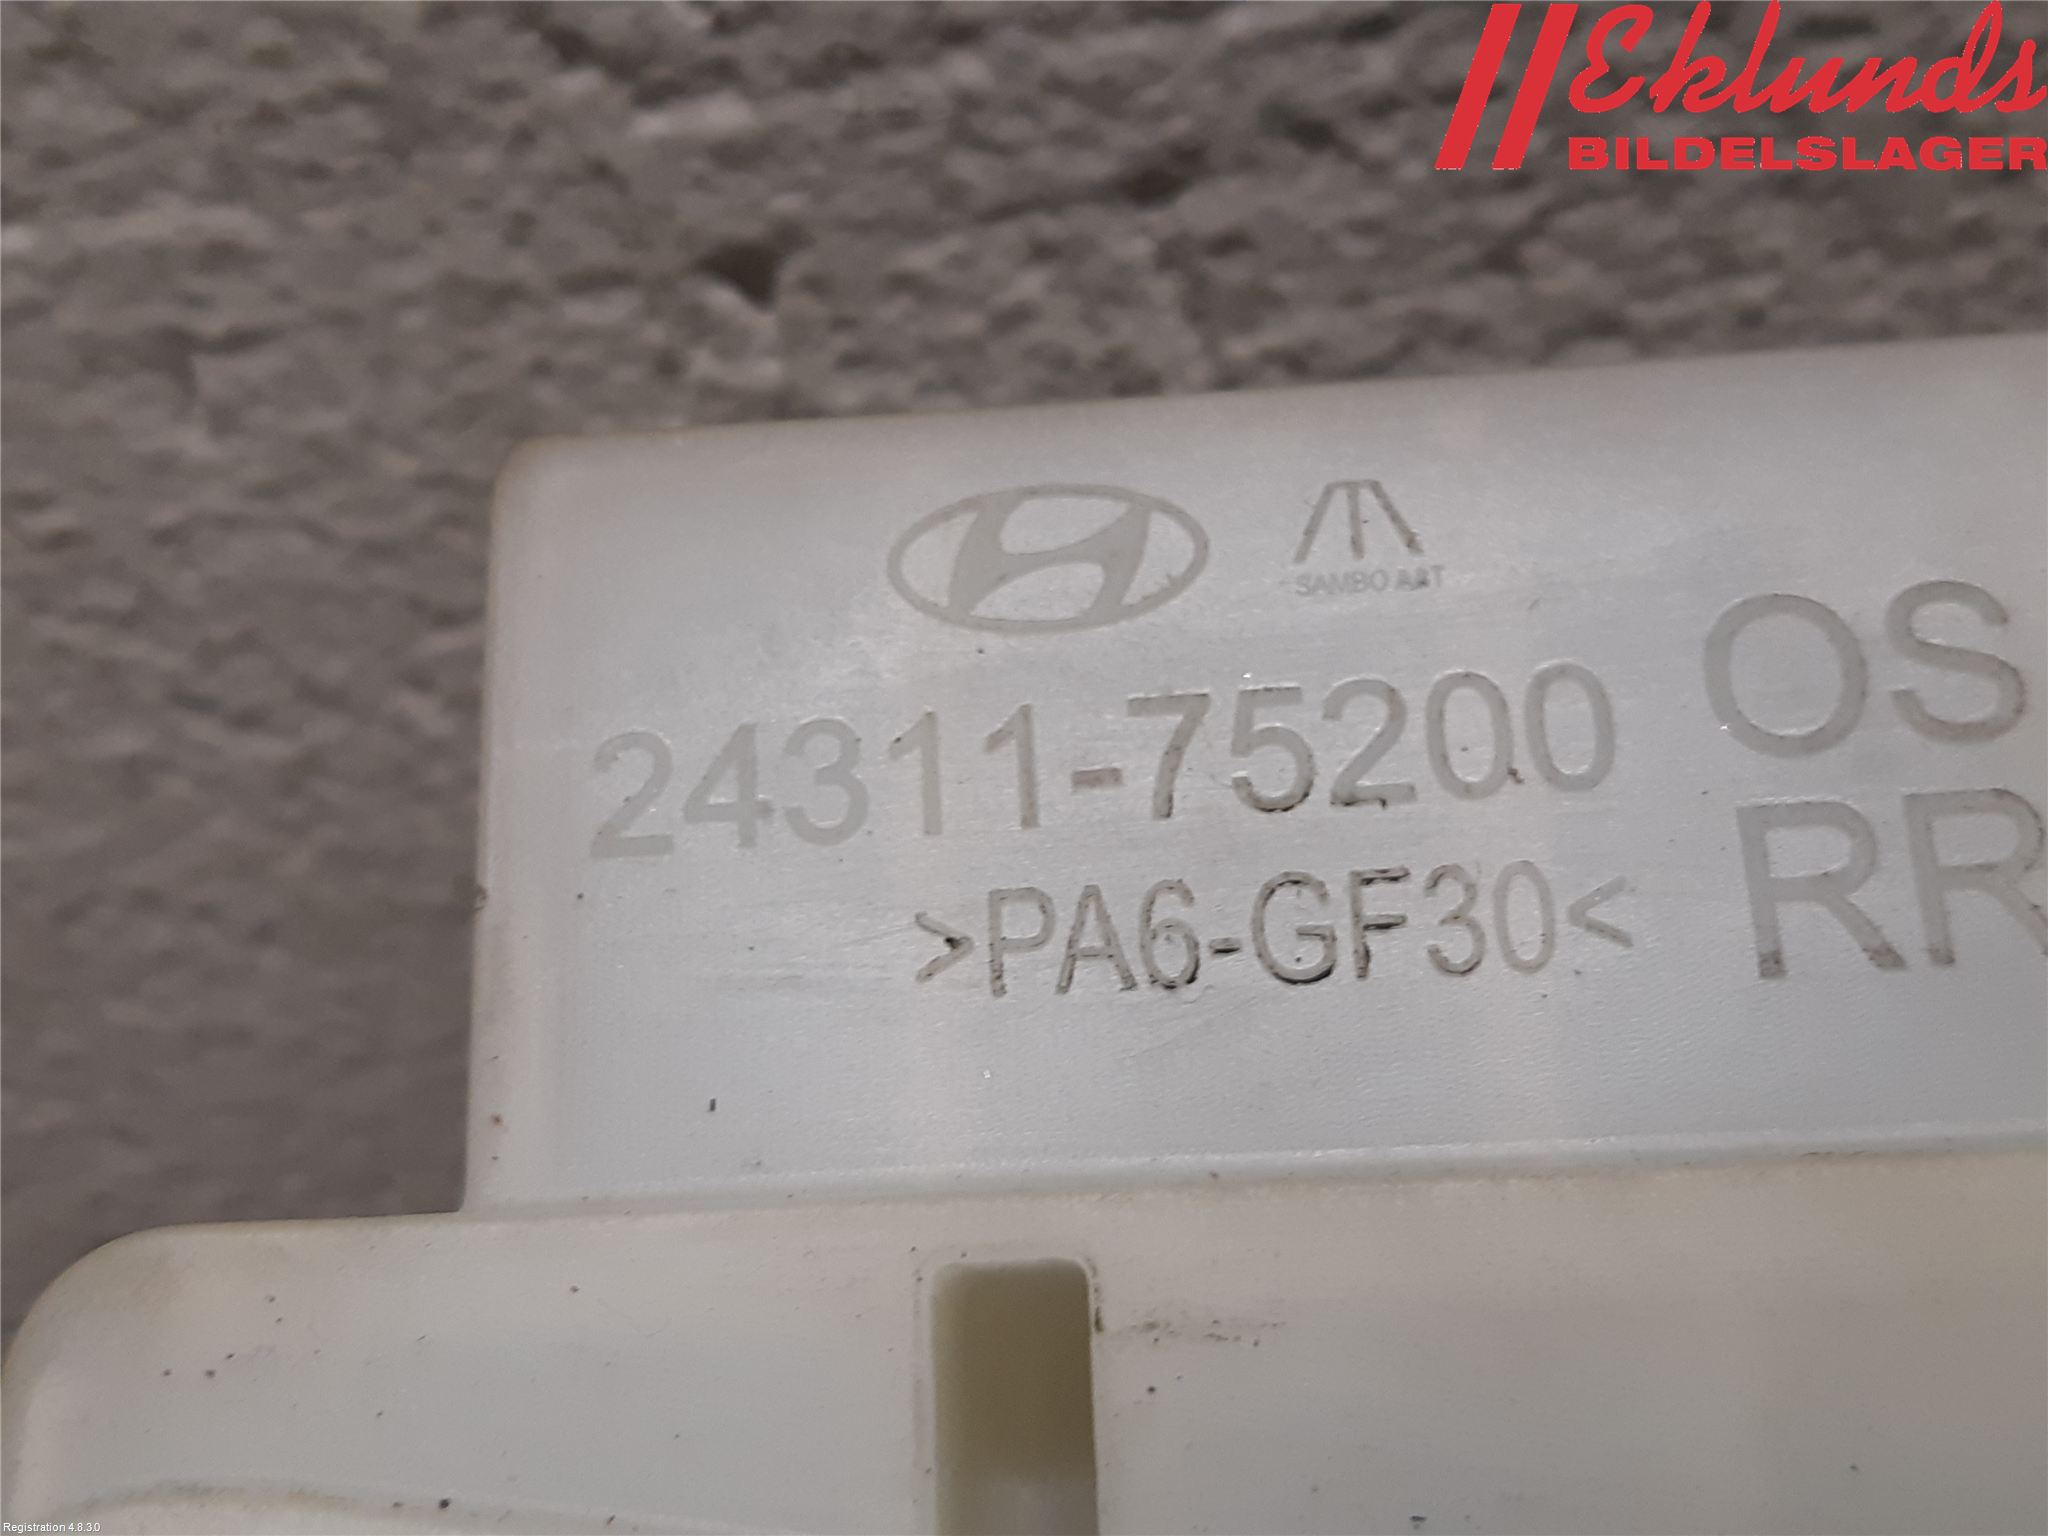 Eklunds
BILDELSLAGER
SAMBO A&T
24311-75200
OS
>PA6-GF30<
RR
Registration 4.8.3.0